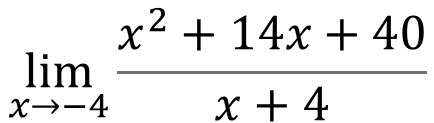 lim x→−4 (x² + 14x + 40)/(x + 4)